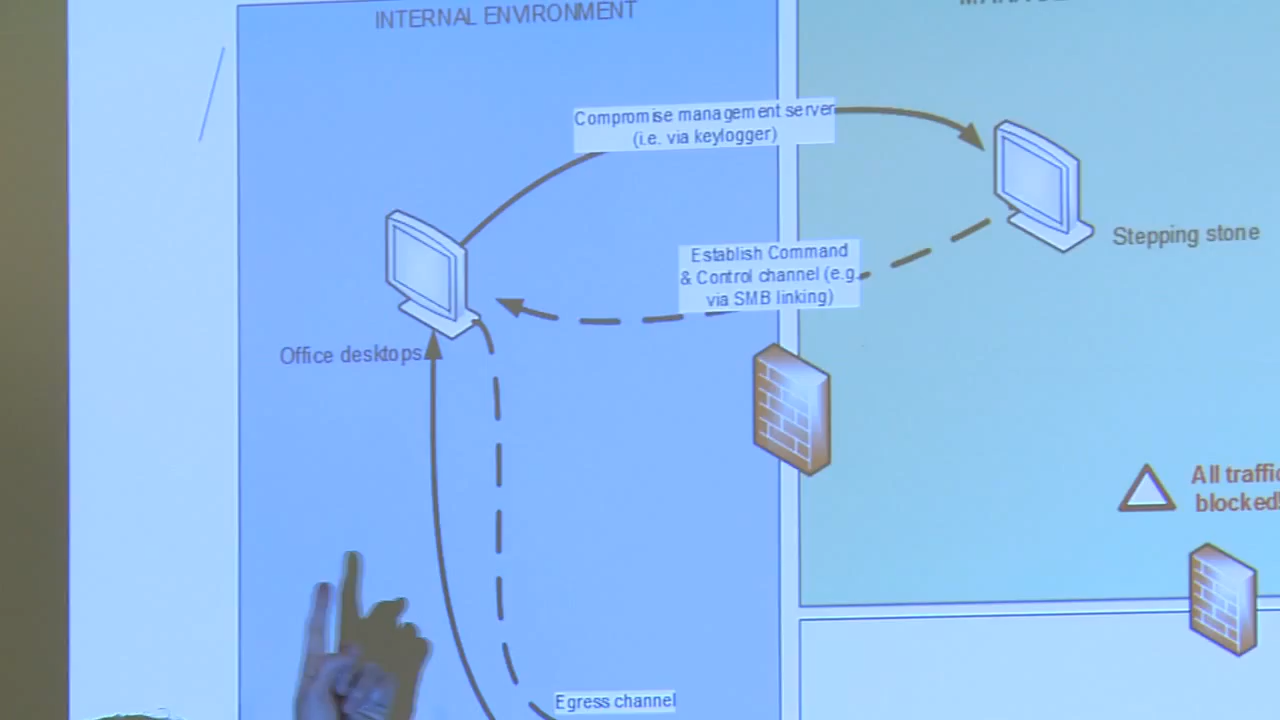 INTERNAL ENVIRONMENT
Compromise management server
(i.e. via keylogger)
Establish Command
& Control channel (e.g.
via SMB linking)
Stepping stone
Office desktops
All traffic
blocked!
Egress channel